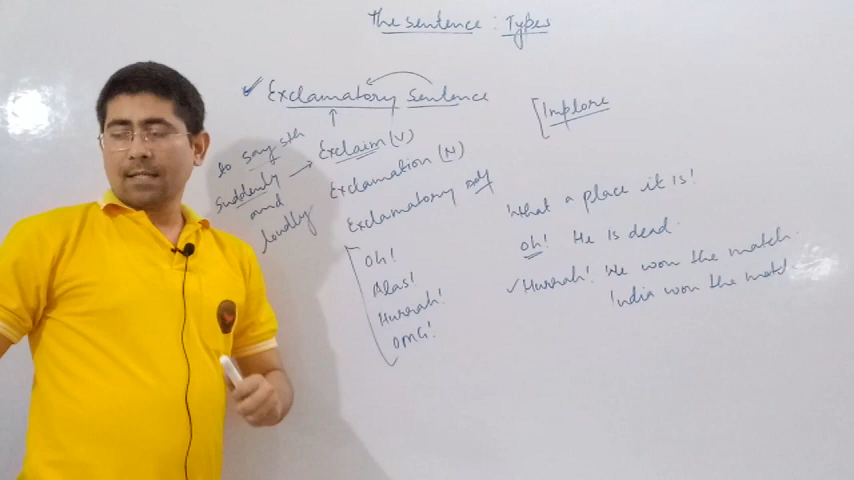 The Sentence : Types
Exclamatory Sentence
[Implore
to say sth
suddenly
and
loudly
Exclaim (V)
Exclamation (N)
Exclamatory adj
Oh!
Alas!
Hurrah!
OMG!
What a place it is!
Oh! He is dead.
Hurrah! We won the match.
India won the match